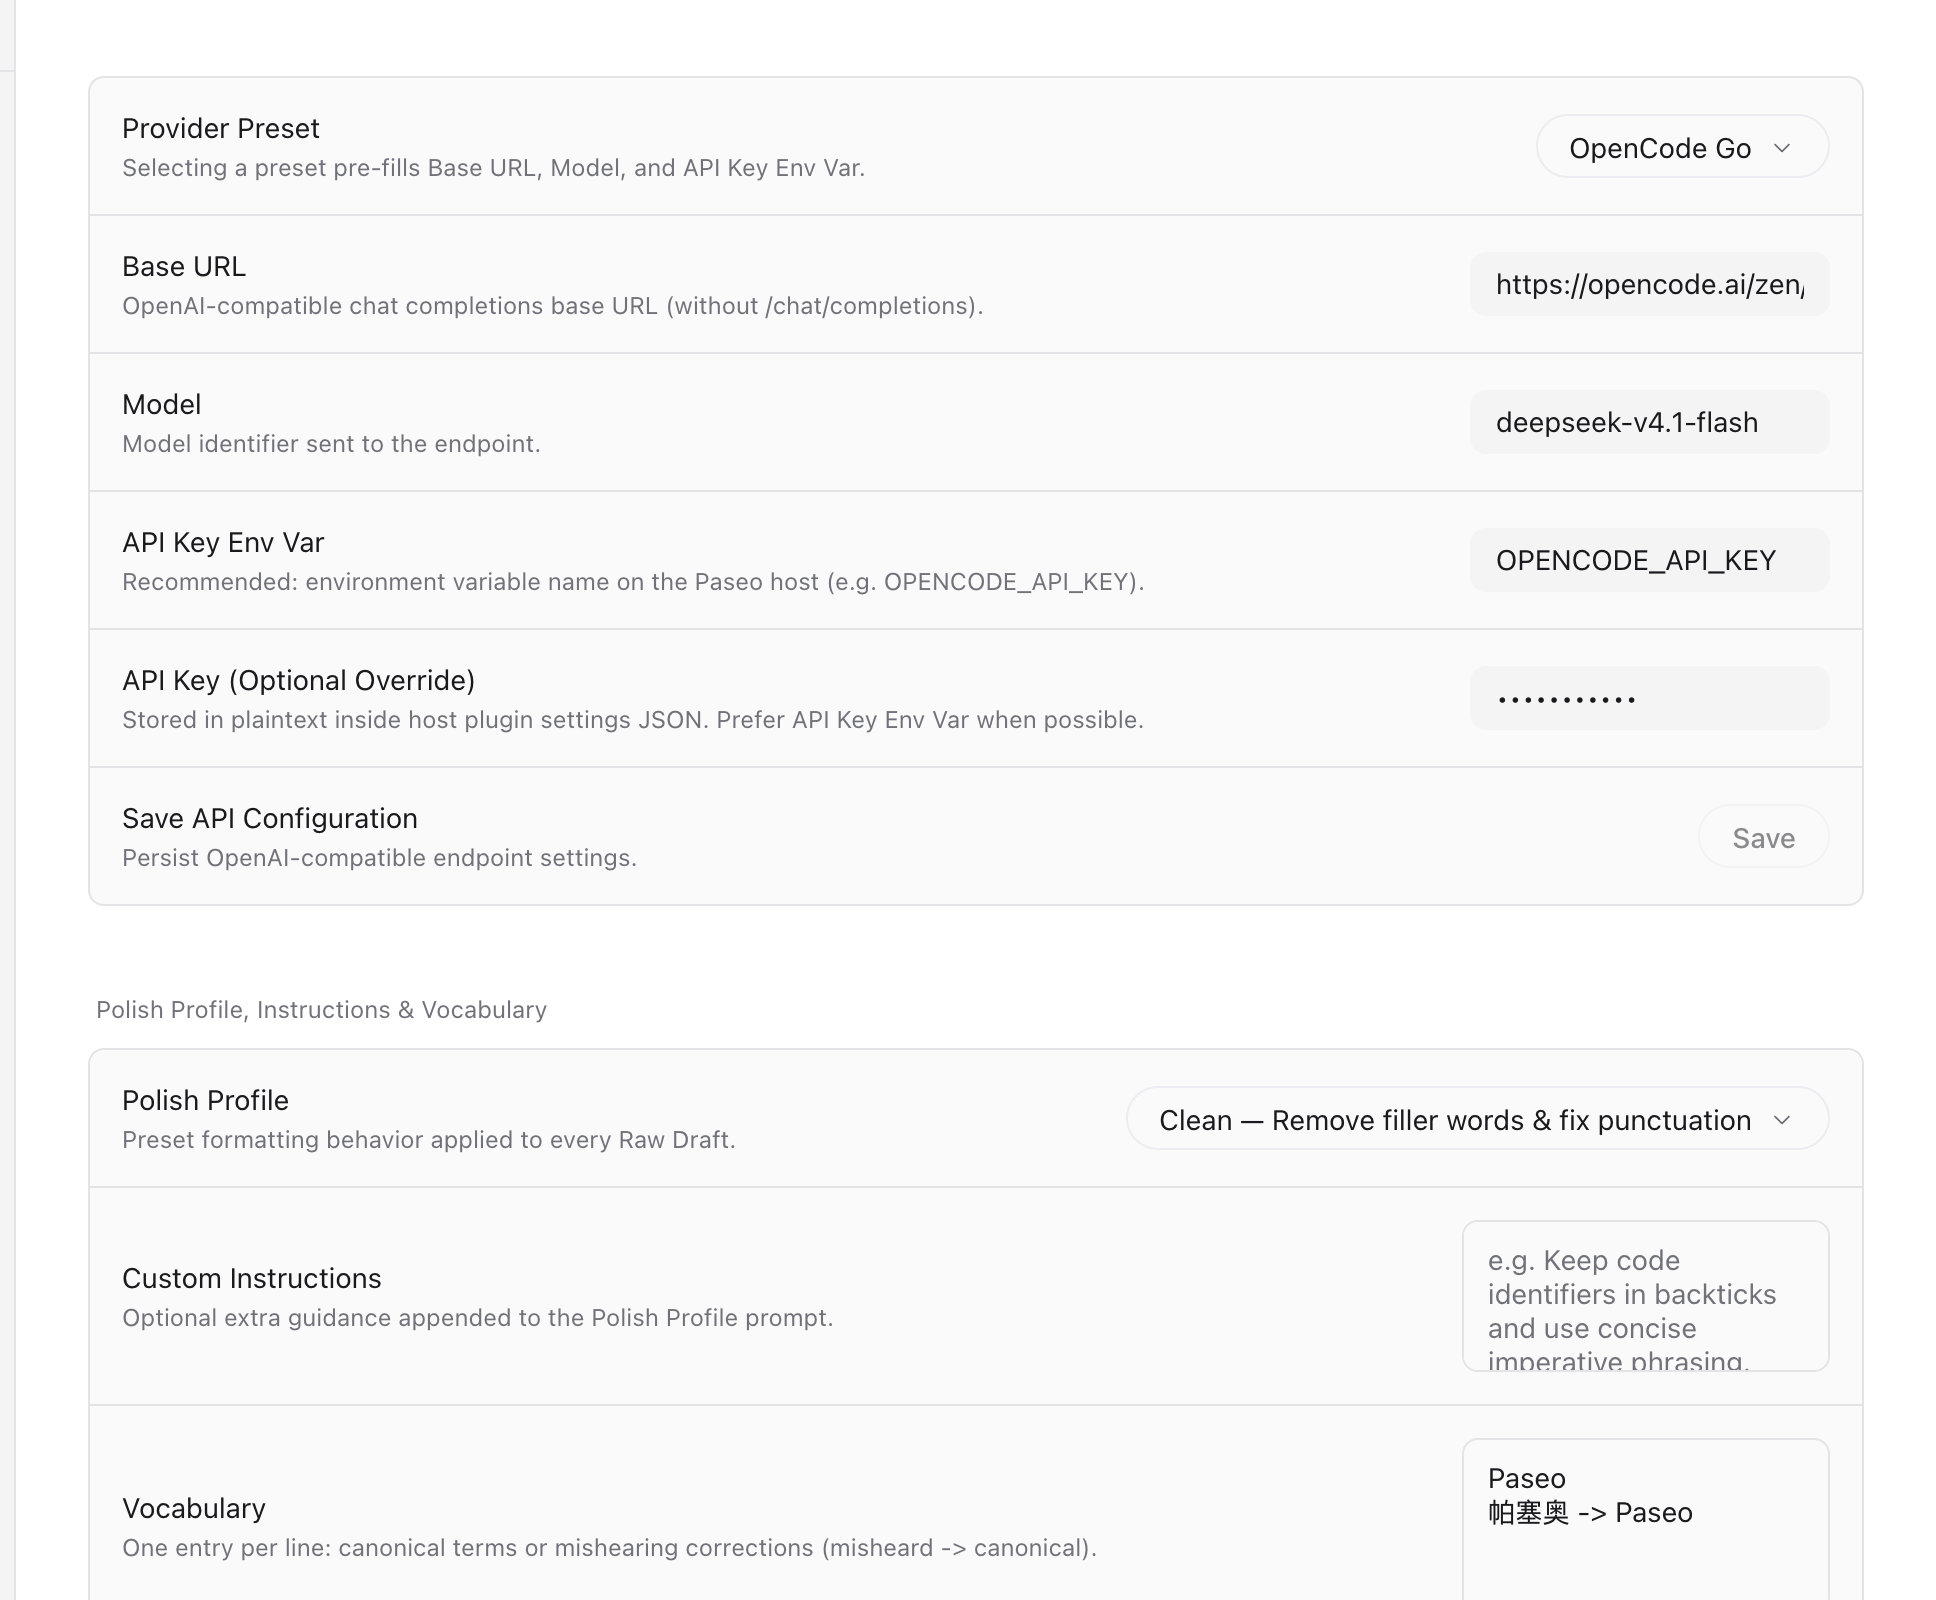 Provider Preset
Selecting a preset pre-fills Base URL, Model, and API Key Env Var.
OpenCode Go
Base URL
OpenAI-compatible chat completions base URL (without /chat/completions).
https://opencode.ai/zen/
Model
Model identifier sent to the endpoint.
deepseek-v4.1-flash
API Key Env Var
Recommended: environment variable name on the Paseo host (e.g. OPENCODE_API_KEY).
OPENCODE_API_KEY
API Key (Optional Override)
Stored in plaintext inside host plugin settings JSON. Prefer API Key Env Var when possible.
•••••••••••
Save API Configuration
Persist OpenAI-compatible endpoint settings.
Save
Polish Profile, Instructions & Vocabulary
Polish Profile
Preset formatting behavior applied to every Raw Draft.
Clean — Remove filler words & fix punctuation
Custom Instructions
Optional extra guidance appended to the Polish Profile prompt.
e.g. Keep code
identifiers in backticks
and use concise
imperative phrasing.
Vocabulary
One entry per line: canonical terms or mishearing corrections (misheard -> canonical).
Paseo
帕塞奥 -> Paseo